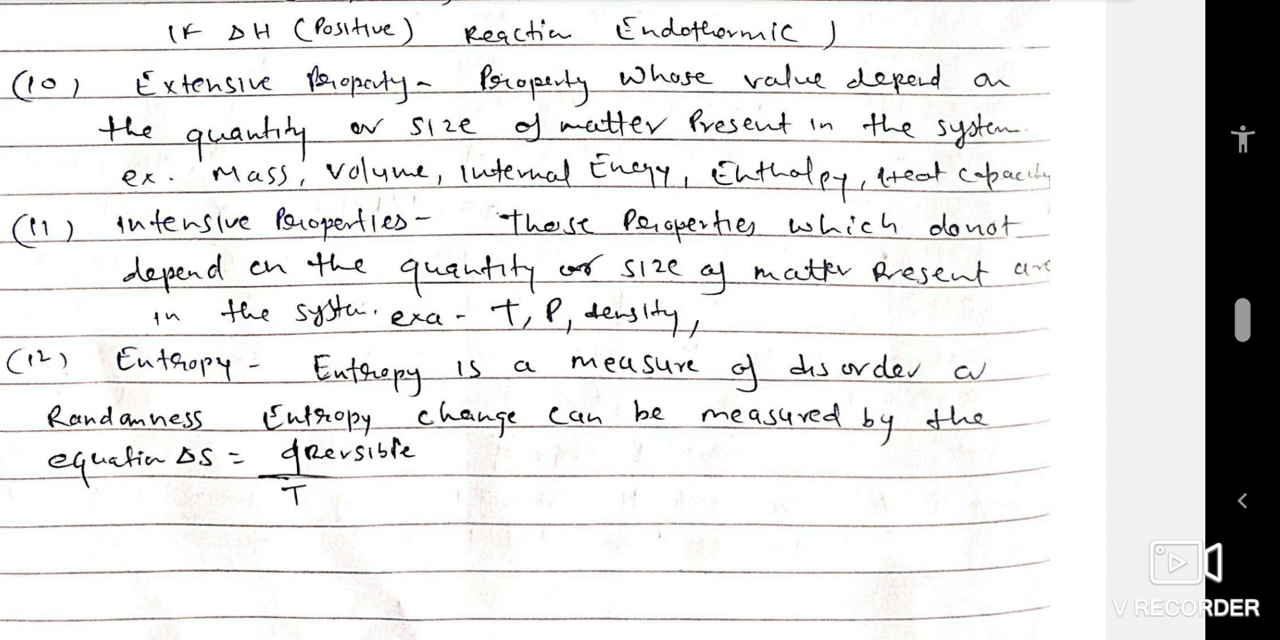 IF ΔH (Positive) Reaction Endothermic )
(10) Extensive Property - Property whose value depend on
the quantity or size of matter Present in the system.
ex. Mass, volume, internal Energy, Enthalpy, Heat capacity
(11) intensive Properties - Those Properties which donot
depend on the quantity or size of matter Present are
in the system. exa - T, P, density,
(12) Entropy - Entropy is a measure of disorder or
Randomness Entropy change can be measured by the
equation ΔS = qReversible
T
V RECORDER